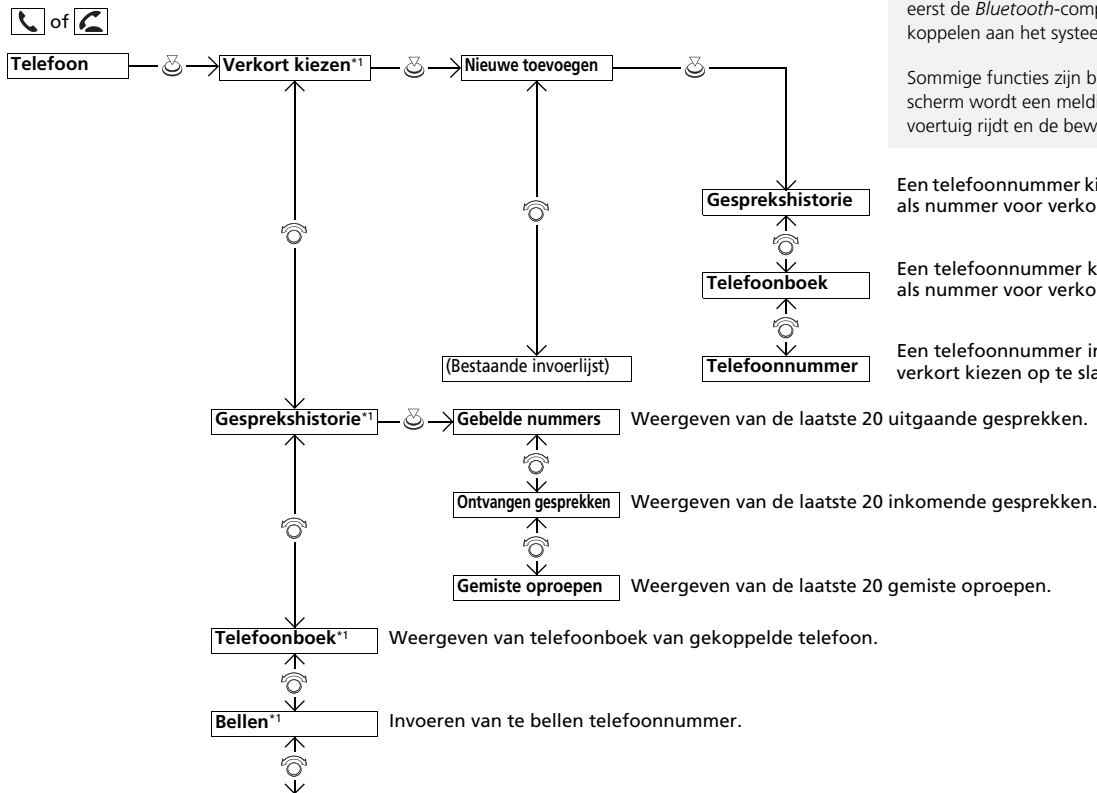 of
eerst de Bluetooth-comp
koppelen aan het systee
Sommige functies zijn b
scherm wordt een meld
voertuig rijdt en de bew
Telefoon
Verkort kiezen*1
Nieuwe toevoegen
Gesprekshistorie
Een telefoonnummer ki
als nummer voor verko
Telefoonboek
Een telefoonnummer k
als nummer voor verko
(Bestaande invoerlijst)
Telefoonnummer
Een telefoonnummer in
verkort kiezen op te sla
Gesprekshistorie*1
Gebelde nummers
Weergeven van de laatste 20 uitgaande gesprekken.
Ontvangen gesprekken
Weergeven van de laatste 20 inkomende gesprekken.
Gemiste oproepen
Weergeven van de laatste 20 gemiste oproepen.
Telefoonboek*1
Weergeven van telefoonboek van gekoppelde telefoon.
Bellen*1
Invoeren van te bellen telefoonnummer.